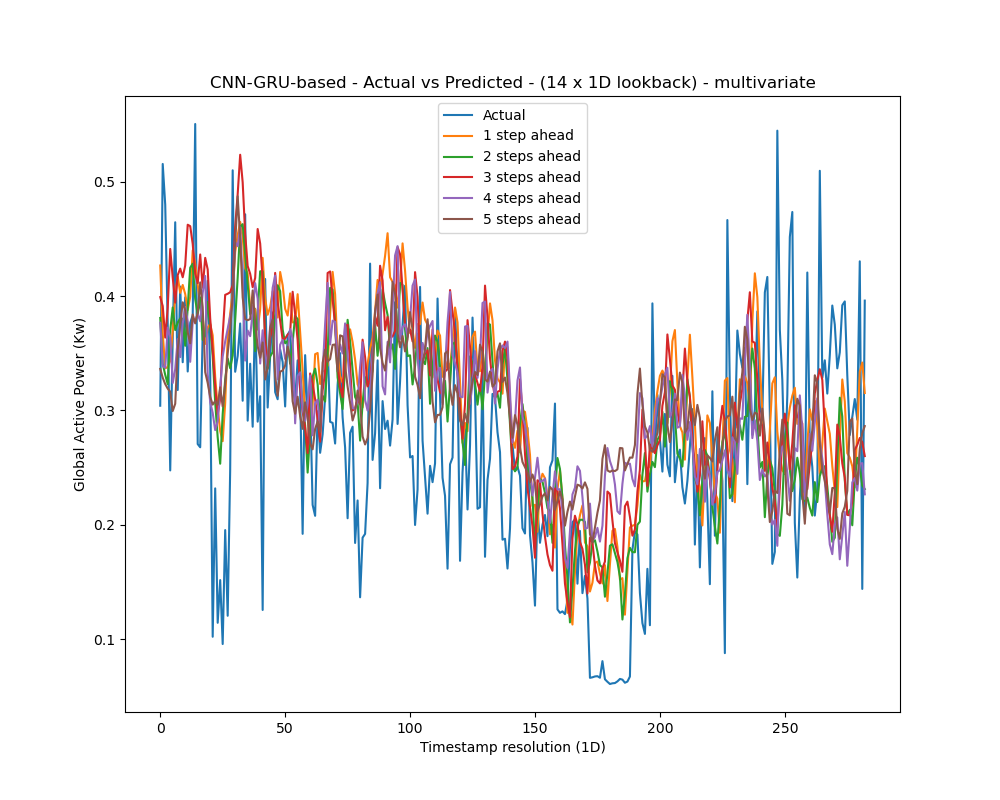 CNN-GRU-based - Actual vs Predicted - (14 x 1D lookback) - multivariate
Actual
1 step ahead
2 steps ahead
3 steps ahead
4 steps ahead
5 steps ahead
Global Active Power (Kw)
0.5
0.4
0.3
0.2
0.1
0 50 100 150 200 250
Timestamp resolution (1D)